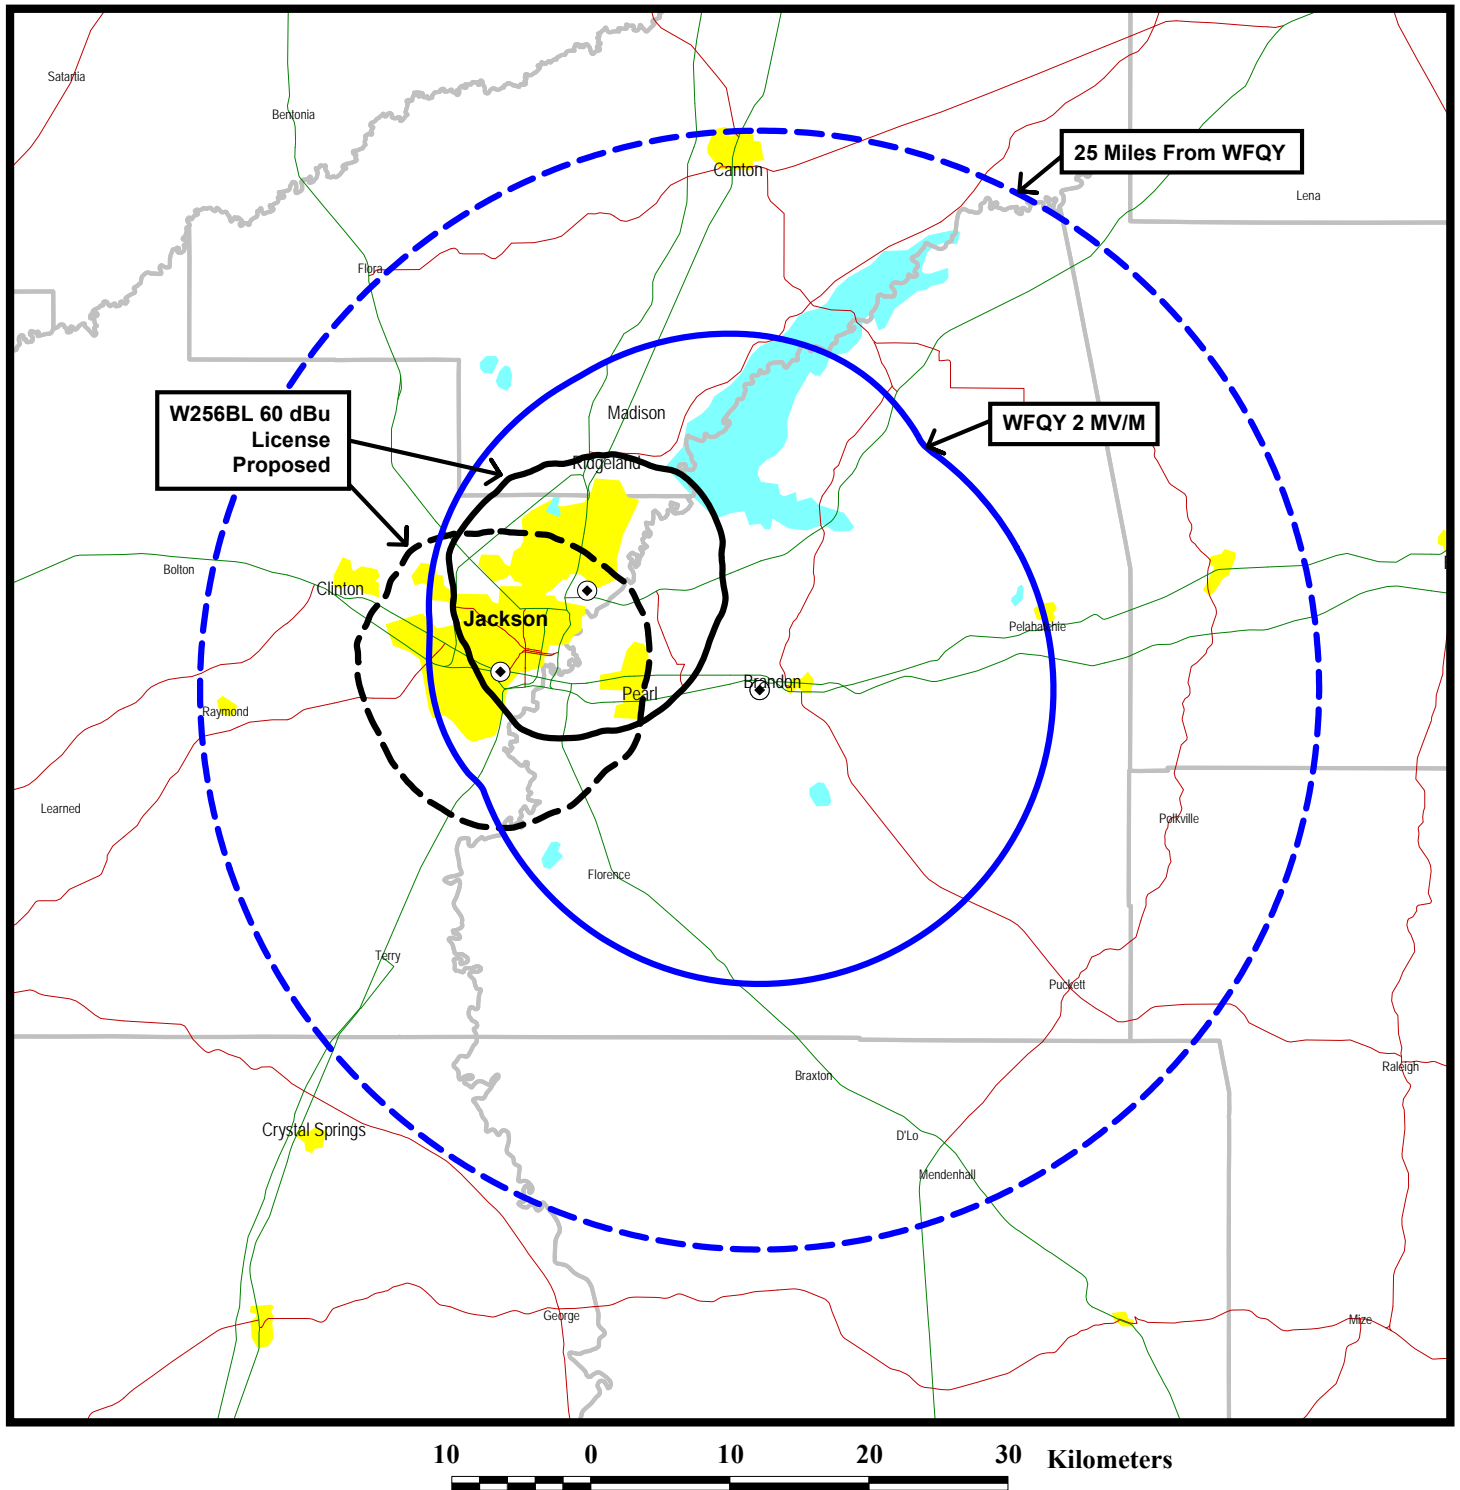 Satartia
Bentonia
25 Miles From WFQY
Canton
Lena
Flora
W256BL 60 dBu
License
Proposed
Madison
WFQY 2 MV/M
Ridgeland
Bolton
Clinton
Jackson
Pelahatchie
Brandon
Pearl
Raymond
Learned
Polkville
Florence
Terry
Puckett
Braxton
Raleigh
Crystal Springs
D'Lo
Mendenhall
George
Mize
10 0 10 20 30 Kilometers